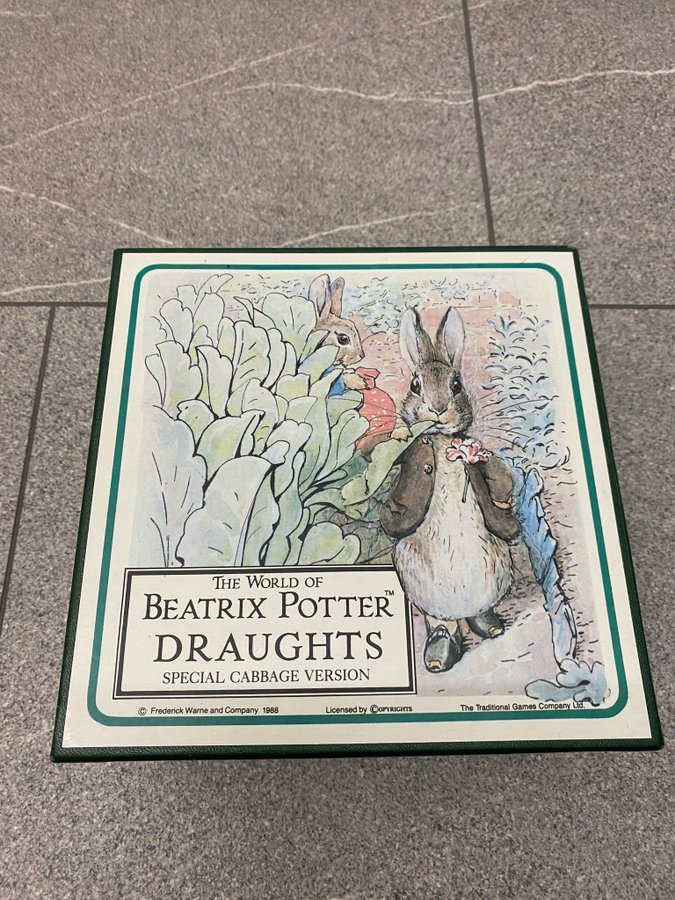 THE WORLD OF
BEATRIX POTTER™
DRAUGHTS
SPECIAL CABBAGE VERSION
© Frederick Warne and Company 1988 Licensed by ©OPYRIGHTS The Traditional Games Company Ltd.